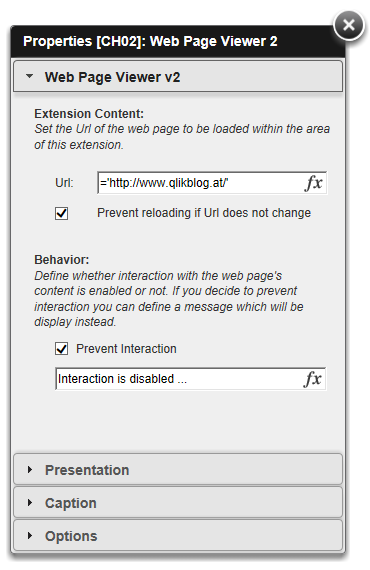 Properties [CH02]: Web Page Viewer 2
Web Page Viewer v2
Extension Content:
Set the Url of the web page to be loaded within the area
of this extension.
Url: ='http://www.qlikblog.at/' fx
Prevent reloading if Url does not change
Behavior:
Define whether interaction with the web page's
content is enabled or not. If you decide to prevent
interaction you can define a message which will be
display instead.
Prevent Interaction
Interaction is disabled ... fx
Presentation
Caption
Options